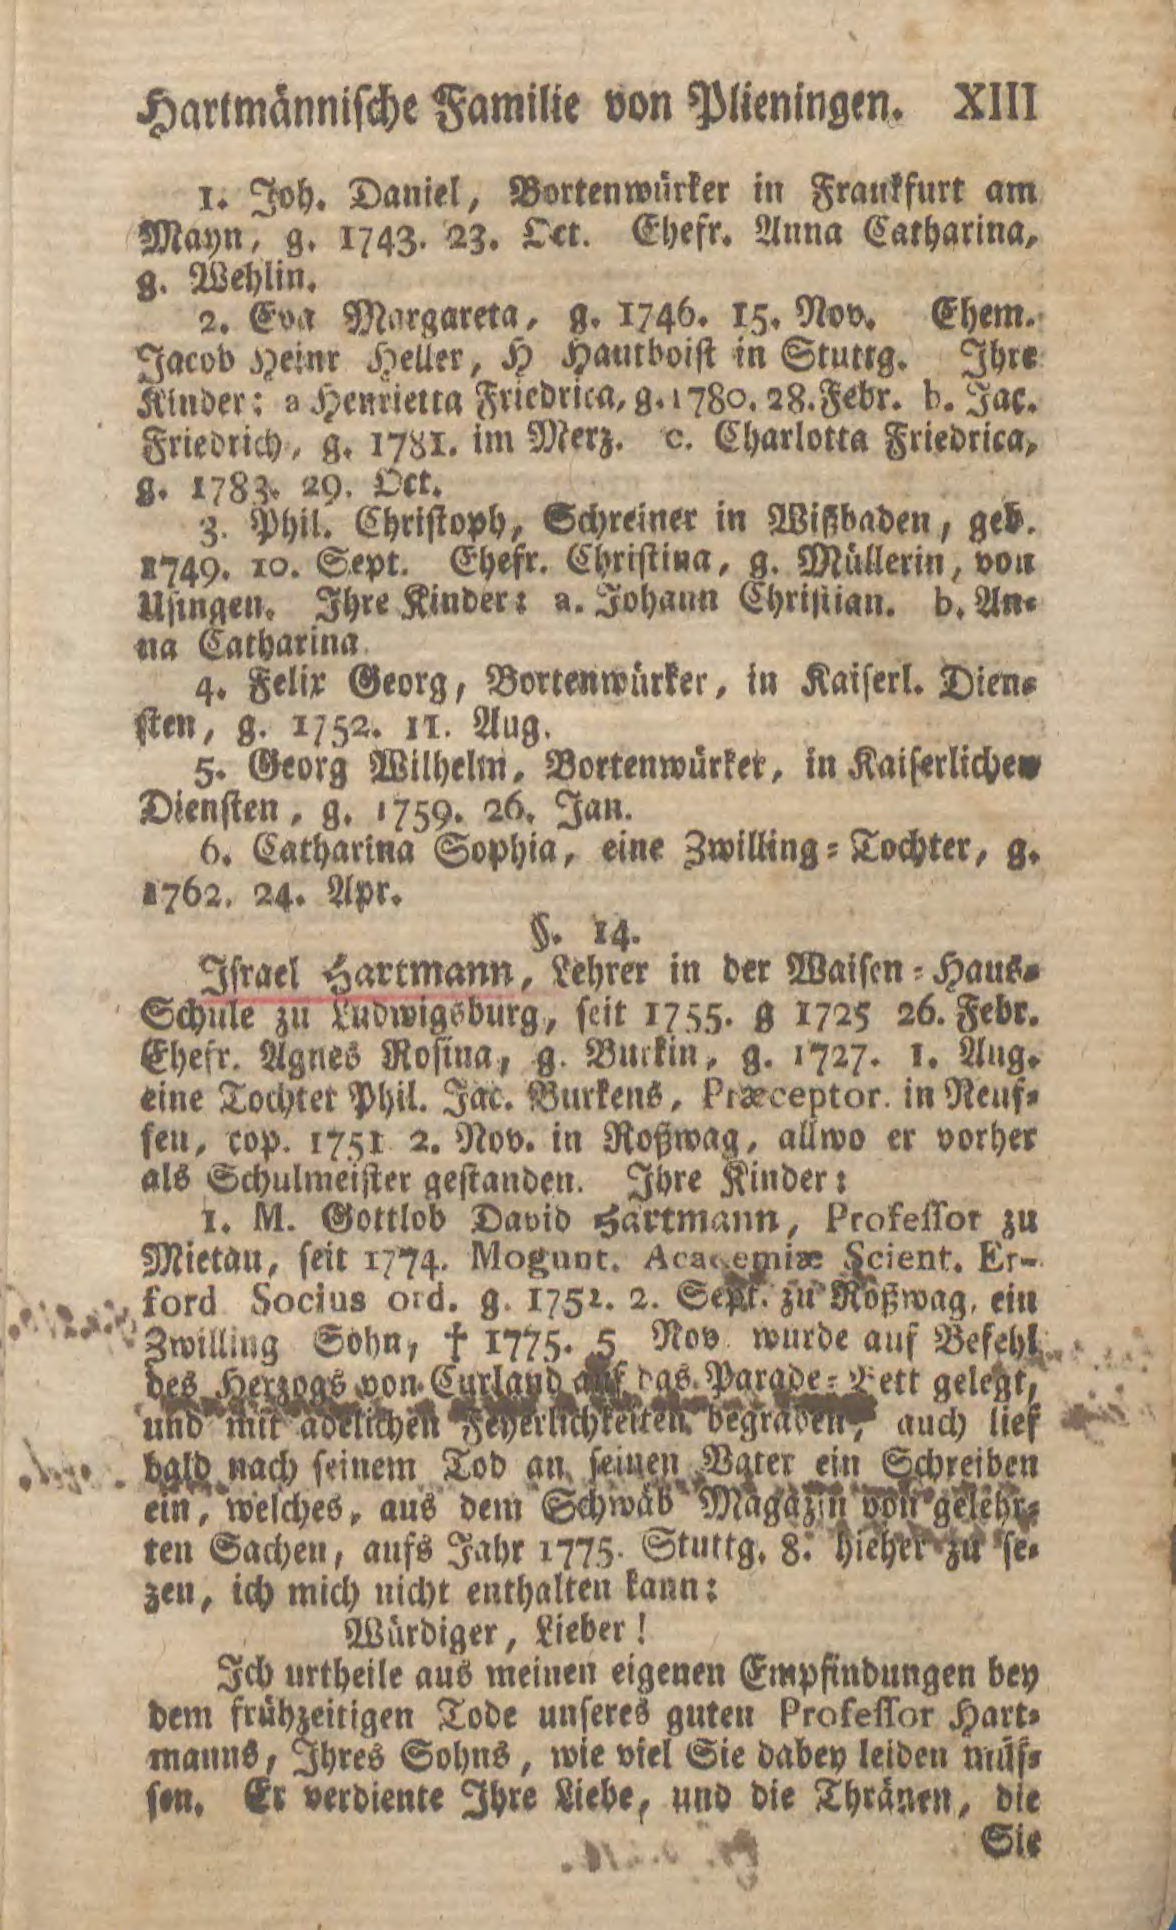 Hartmännische Familie von Plieningen. XIII
1. Joh. Daniel, Bortenwürker in Frankfurt am
Mayn, g. 1743. 23. Oct. Ehefr. Anna Catharina,
g. Wehlin.
2. Eva Margareta, g. 1746. 15. Nov. Ehem.
Jacob Heinr Heller, H Hautboist in Stuttg. Ihre
Kinder: a Henrietta Friedrica, g. 1780. 28. Febr. b. Jac.
Friedrich, g. 1781. im Merz. c. Charlotta Friedrica,
g. 1783. 29. Oct.
3. Phil. Christoph, Schreiner in Wißbaden, geb.
1749. 10. Sept. Ehefr. Christina, g. Müllerin, von
Usingen. Ihre Kinder: a. Johann Christian. b. An-
na Catharina
4. Felix Georg, Bortenwürker, in Kaiserl. Dien-
sten, g. 1752. 11. Aug.
5. Georg Wilhelm, Bortenwürker, in Kaiserlichen
Diensten, g. 1759. 26. Jan.
6. Catharina Sophia, eine Zwilling-Tochter, g.
1762. 24. Apr.
§. 14.
Israel Hartmann, Lehrer in der Waisen-Haus-
Schule zu Ludwigsburg, seit 1755. g 1725 26. Febr.
Ehefr. Agnes Rosina, g. Burkin, g. 1727. 1. Aug.
eine Tochter Phil. Jac. Burkens, Præceptor. in Neuf-
fen, cop. 1751 2. Nov. in Roßwag, allwo er vorher
als Schulmeister gestanden. Ihre Kinder:
1. M. Gottlob David Hartmann, Professor zu
Mietau, seit 1774. Mogunt. Academiæ Scient. Er-
ford Socius ord. g. 1752. 2. Sept. zu Roßwag, ein
Zwilling Sohn, † 1775. 5 Nov. wurde auf Befehl
des Herzogs von Curland auf das Parade-Bett gelegt,
und mit adelichen Feyerlichkeiten begraben, auch lief
bald nach seinem Tod an seinen Vater ein Schreiben
ein, welches, aus dem Schwäb Magazin von gelehr-
ten Sachen, aufs Jahr 1775. Stuttg. 8. hieher zu se-
zen, ich mich nicht enthalten kann:
Würdiger, Lieber!
Ich urtheile aus meinen eigenen Empfindungen bey
dem frühzeitigen Tode unseres guten Professor Hart-
manns, Ihres Sohns, wie viel Sie dabey leiden müs-
sen. Er verdiente Ihre Liebe, und die Thränen, die
Sie